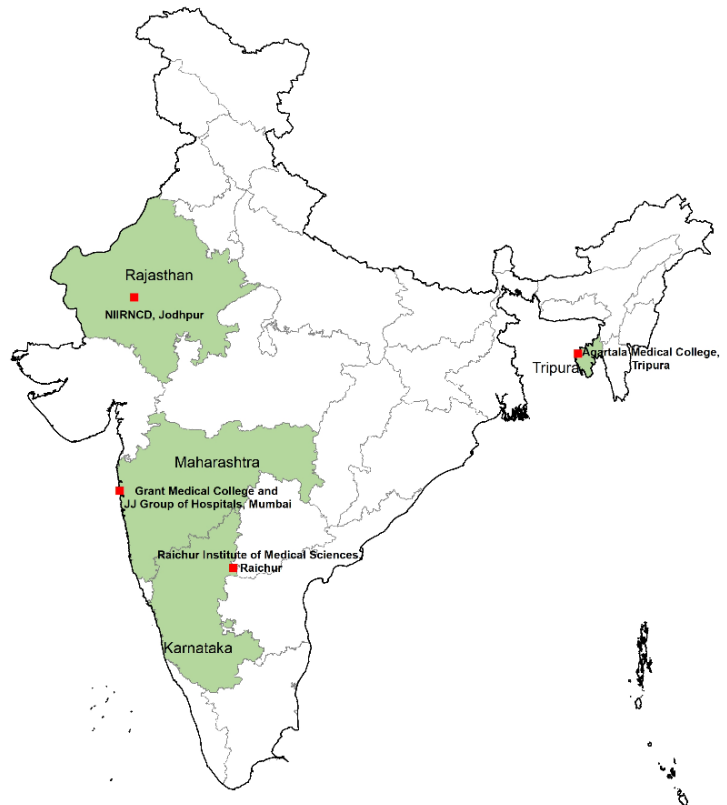 Rajasthan
NIIRNCD, Jodhpur
Agartala Medical College,
Tripura
Tripura
Maharashtra
Grant Medical College and
JJ Group of Hospitals, Mumbai
Raichur Institute of Medical Sciences,
Raichur
Karnataka